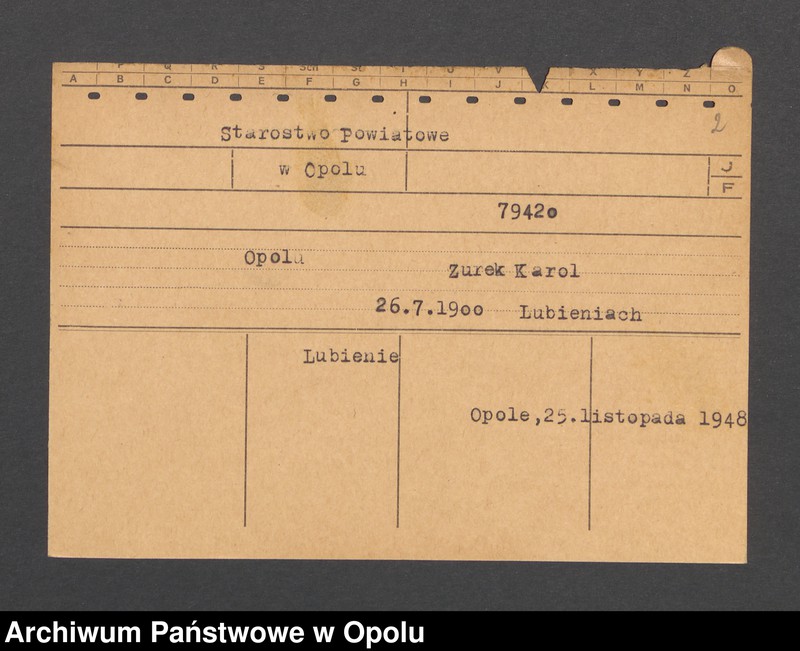 A B C D E F G H I J K L M N O
2
Starostwo Powiatowe
w Opolu
J
F
79420
Opolu
Zurek Karol
26.7.1900 Lubieniach
Lubienie
Opole,25.listopada 1948
Archiwum Państwowe w Opolu